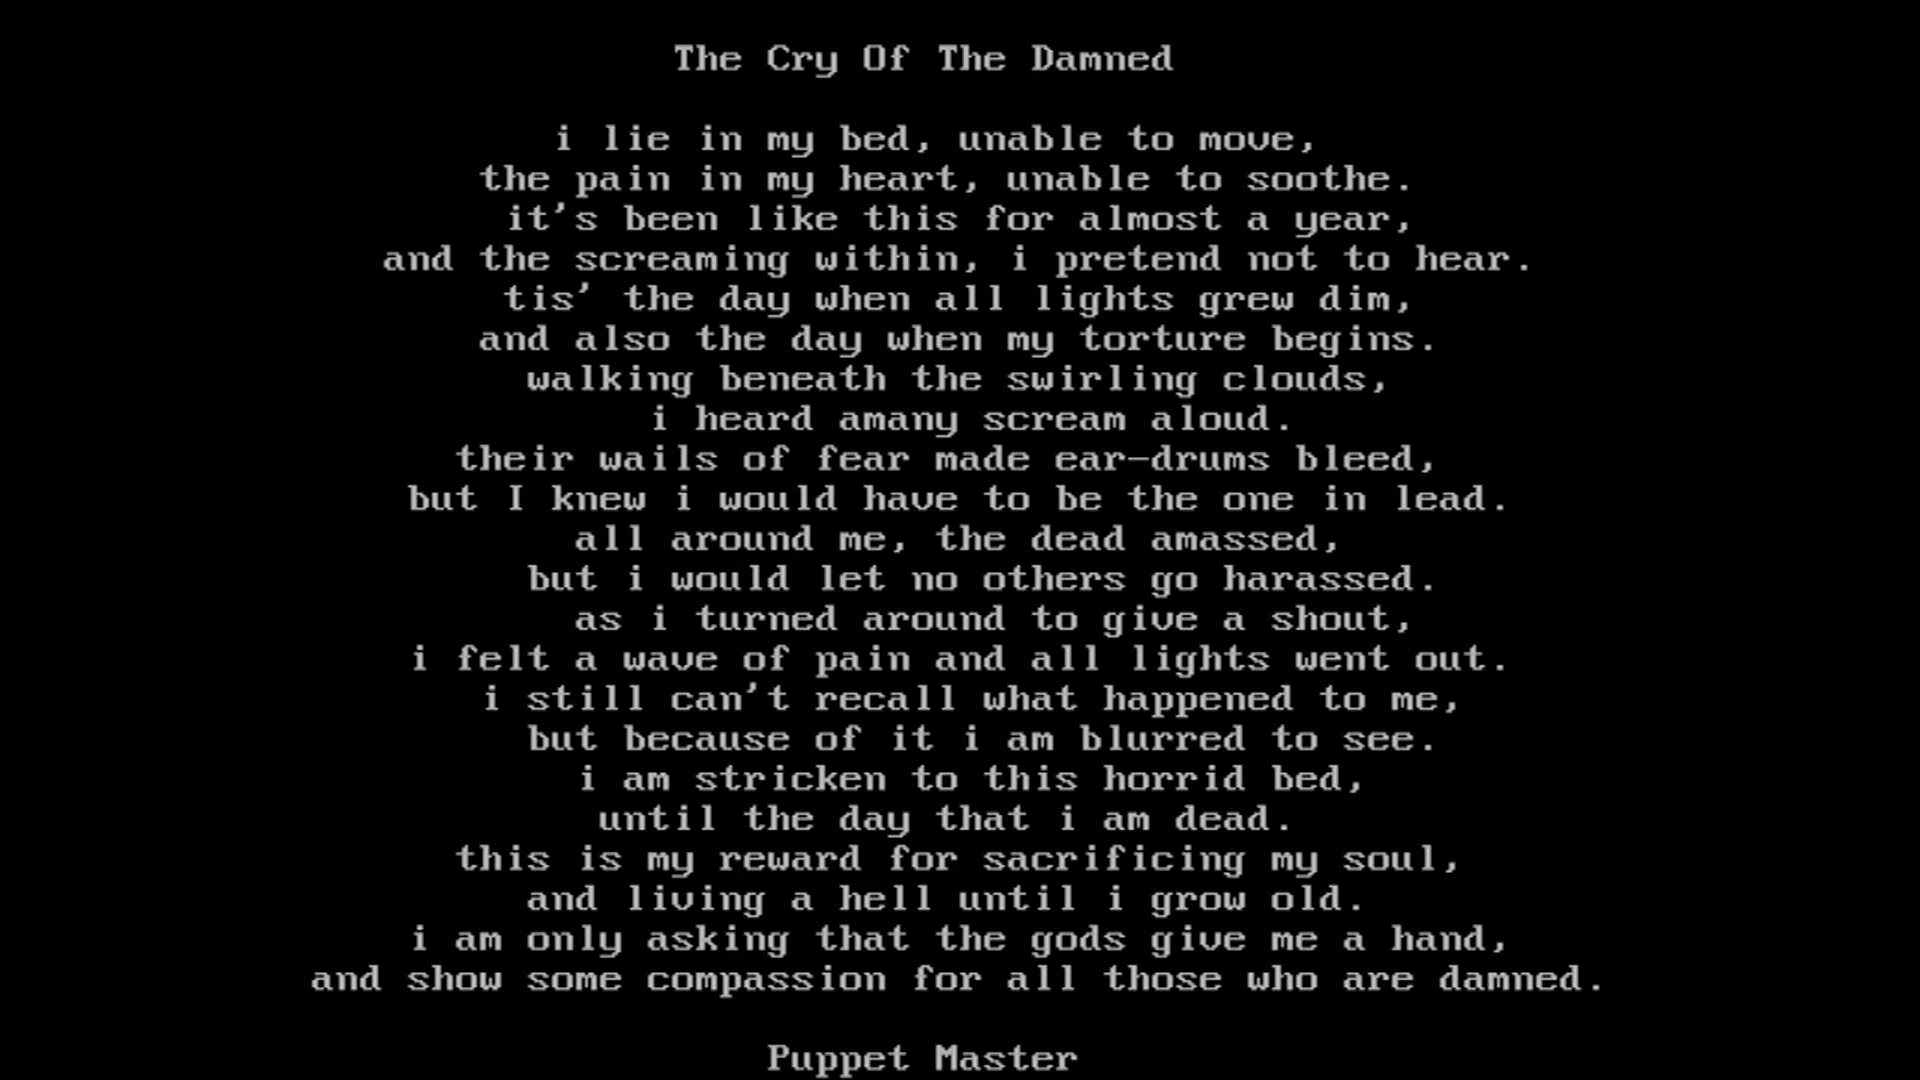 The Cry Of The Damned
i lie in my bed, unable to move,
the pain in my heart, unable to soothe.
it's been like this for almost a year,
and the screaming within, i pretend not to hear.
tis' the day when all lights grew dim,
and also the day when my torture begins.
walking beneath the swirling clouds,
i heard amany scream aloud.
their wails of fear made ear-drums bleed,
but I knew i would have to be the one in lead.
all around me, the dead amassed,
but i would let no others go harassed.
as i turned around to give a shout,
i felt a wave of pain and all lights went out.
i still can't recall what happened to me,
but because of it i am blurred to see.
i am stricken to this horrid bed,
until the day that i am dead.
this is my reward for sacrificing my soul,
and living a hell until i grow old.
i am only asking that the gods give me a hand,
and show some compassion for all those who are damned.
Puppet Master